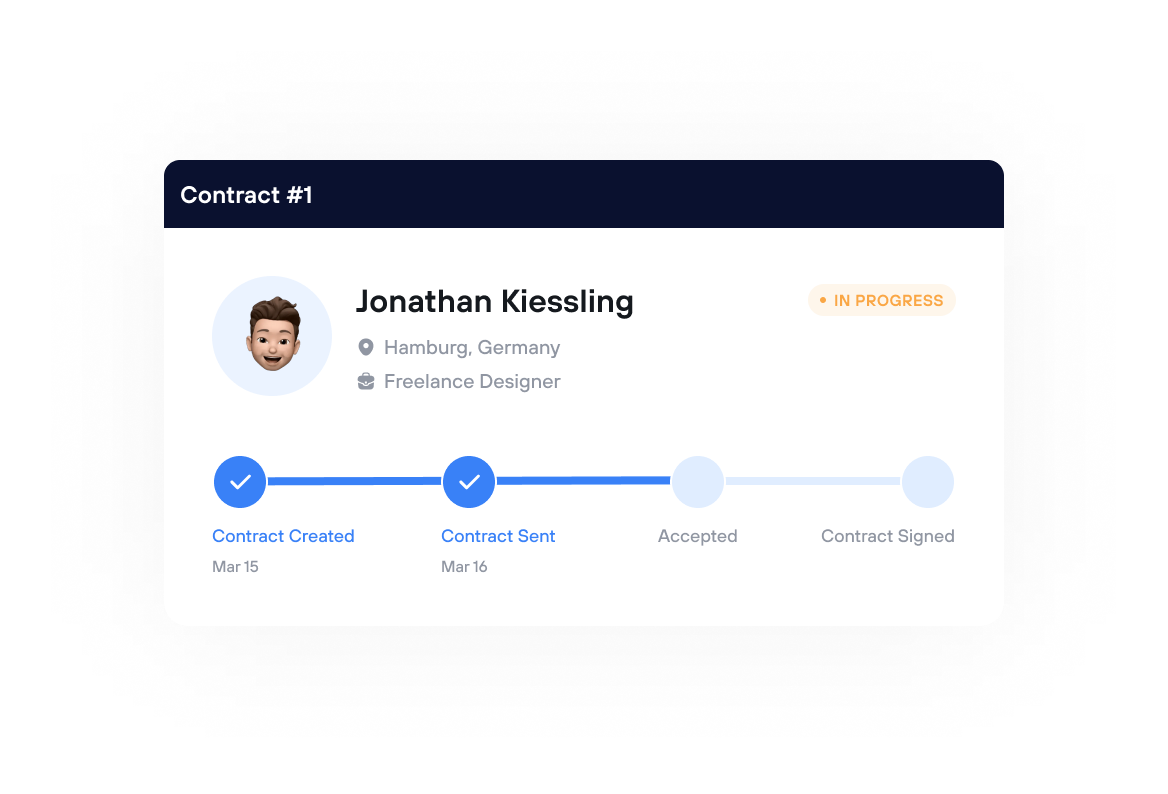 Contract #1
Jonathan Kiessling
IN PROGRESS
Hamburg, Germany
Freelance Designer
Contract Created
Contract Sent
Accepted
Contract Signed
Mar 15
Mar 16